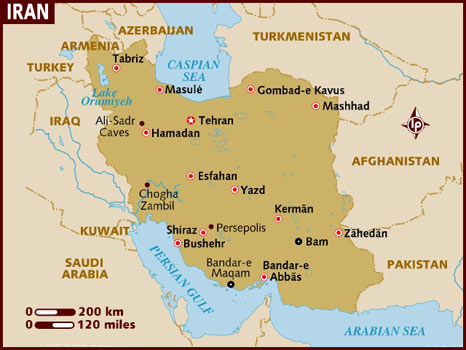 IRAN
AZERBAIJAN
ARMENIA
TURKEY
Tabriz
CASPIAN
SEA
TURKMENISTAN
Lake
Orumiyeh
Masulé
Gombad-e Kavus
Mashhad
IRAQ
Ali-Sadr
Caves
Tehran
Hamadan
AFGHANISTAN
Esfahan
Yazd
Chogha
Zambil
Kermān
KUWAIT
Shiraz
Persepolis
Bushehr
Bam
Zāhedān
SAUDI
ARABIA
PERSIAN GULF
Bandar-e
Maqam
Bandar-e
Abbās
PAKISTAN
0 200 km
0 120 miles
ARABIAN SEA
lp